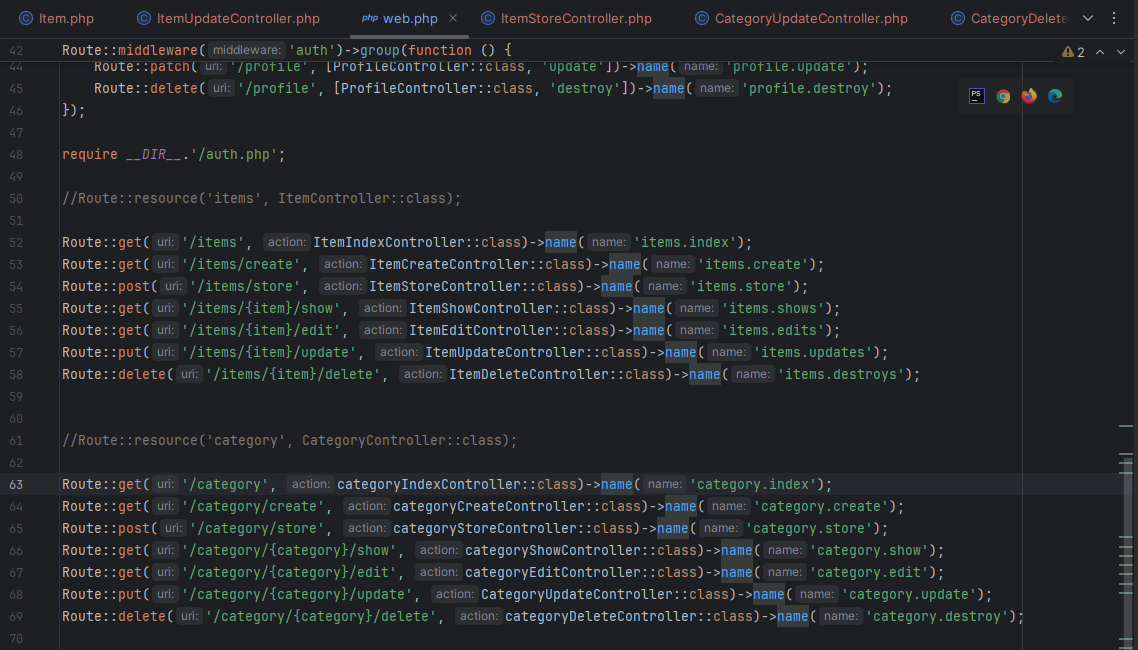 Item.php ItemUpdateController.php php web.php ItemStoreController.php CategoryUpdateController.php CategoryDelete
42 Route::middleware( middleware: 'auth')->group(function () { 2
44 Route::patch( uri: '/profile', [ProfileController::class, 'update'])->name( name: 'profile.update');
45 Route::delete( uri: '/profile', [ProfileController::class, 'destroy'])->name( name: 'profile.destroy');
PS
46 });
47
48 require __DIR__.'/auth.php';
49
50 //Route::resource('items', ItemController::class);
51
52 Route::get( uri: '/items', action: ItemIndexController::class)->name( name: 'items.index');
53 Route::get( uri: '/items/create', action: ItemCreateController::class)->name( name: 'items.create');
54 Route::post( uri: '/items/store', action: ItemStoreController::class)->name( name: 'items.store');
55 Route::get( uri: '/items/{item}/show', action: ItemShowController::class)->name( name: 'items.shows');
56 Route::get( uri: '/items/{item}/edit', action: ItemEditController::class)->name( name: 'items.edits');
57 Route::put( uri: '/items/{item}/update', action: ItemUpdateController::class)->name( name: 'items.updates');
58 Route::delete( uri: '/items/{item}/delete', action: ItemDeleteController::class)->name( name: 'items.destroys');
59
60
61 //Route::resource('category', CategoryController::class);
62
63 Route::get( uri: '/category', action: categoryIndexController::class)->name( name: 'category.index');
64 Route::get( uri: '/category/create', action: categoryCreateController::class)->name( name: 'category.create');
65 Route::post( uri: '/category/store', action: categoryStoreController::class)->name( name: 'category.store');
66 Route::get( uri: '/category/{category}/show', action: categoryShowController::class)->name( name: 'category.show');
67 Route::get( uri: '/category/{category}/edit', action: categoryEditController::class)->name( name: 'category.edit');
68 Route::put( uri: '/category/{category}/update', action: CategoryUpdateController::class)->name( name: 'category.update');
69 Route::delete( uri: '/category/{category}/delete', action: categoryDeleteController::class)->name( name: 'category.destroy');
70